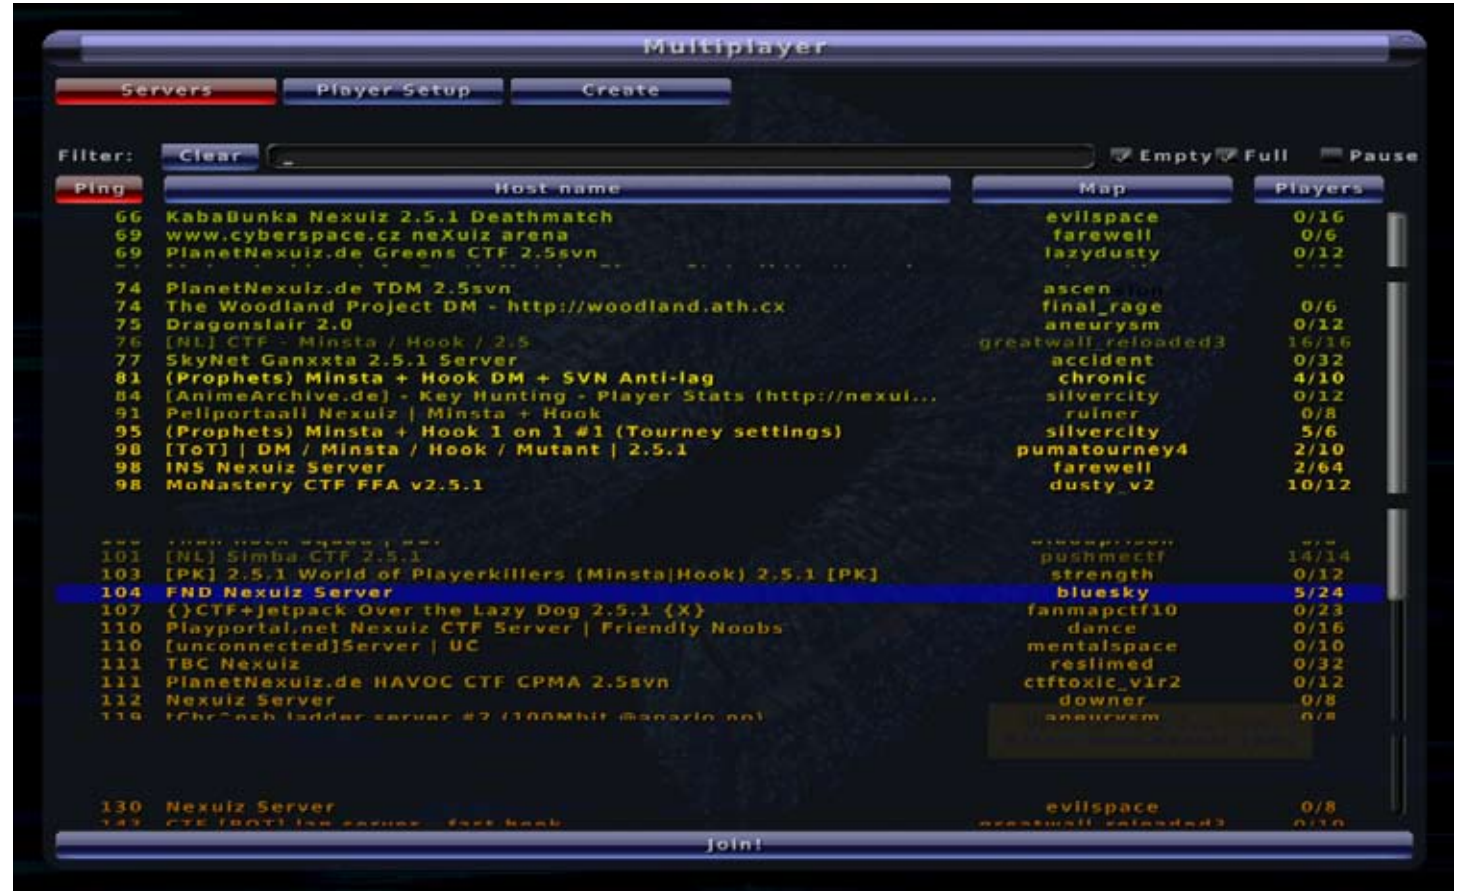 Multiplayer
Servers Player Setup Create
Filter: Clear _ Empty Full Pause
Ping Host name Map Players
66 KabaBunka Nexuiz 2.5.1 Deathmatch evilspace 0/16
69 www.cyberspace.cz neXuiz arena farewell 0/6
69 PlanetNexuiz.de Greens CTF 2.5svn lazydusty 0/12
74 PlanetNexuiz.de TDM 2.5svn ascen
74 The Woodland Project DM - http://woodland.ath.cx final_rage 0/6
75 Dragonslair 2.0 aneurysm 0/12
76 [NL] CTF - Minsta / Hook / 2.5 greatwall_reloaded3 16/16
77 SkyNet Ganxxta 2.5.1 Server accident 0/32
81 (Prophets) Minsta + Hook DM + SVN Anti-lag chronic 4/10
84 [AnimeArchive.de] - Key Hunting - Player Stats (http://nexui... silvercity 0/12
91 Peliportaali Nexuiz | Minsta + Hook ruiner 0/8
95 (Prophets) Minsta + Hook 1 on 1 #1 (Tourney settings) silvercity 5/6
98 [ToT] | DM / Minsta / Hook / Mutant | 2.5.1 pumatourney4 2/10
98 INS Nexuiz Server farewell 2/64
98 MoNastery CTF FFA v2.5.1 dusty_v2 10/12
101 [NL] Simba CTF 2.5.1 pushmectf 14/14
103 [PK] 2.5.1 World of Playerkillers (Minsta|Hook) 2.5.1 [PK] strength 0/12
104 FND Nexuiz Server bluesky 5/24
107 {}CTF+Jetpack Over the Lazy Dog 2.5.1 {X} fanmapctf10 0/23
110 Playportal.net Nexuiz CTF Server | Friendly Noobs dance 0/16
110 [unconnected]Server | UC mentalspace 0/10
111 TBC Nexuiz reslimed 0/32
111 PlanetNexuiz.de HAVOC CTF CPMA 2.5svn ctftoxic_v1r2 0/12
112 Nexuiz Server downer 0/8
119 ladder server #2 aneurysm 0/8
130 Nexuiz Server evilspace 0/8
Join!